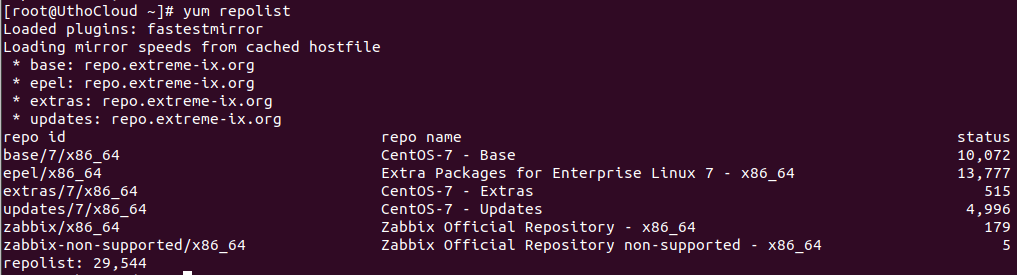 [root@UthoCloud ~]# yum repolist
Loaded plugins: fastestmirror
Loading mirror speeds from cached hostfile
 * base: repo.extreme-ix.org
 * epel: repo.extreme-ix.org
 * extras: repo.extreme-ix.org
 * updates: repo.extreme-ix.org
repo id repo name status
base/7/x86_64 CentOS-7 - Base 10,072
epel/x86_64 Extra Packages for Enterprise Linux 7 - x86_64 13,777
extras/7/x86_64 CentOS-7 - Extras 515
updates/7/x86_64 CentOS-7 - Updates 4,996
zabbix/x86_64 Zabbix Official Repository - x86_64 179
zabbix-non-supported/x86_64 Zabbix Official Repository non-supported - x86_64 5
repolist: 29,544